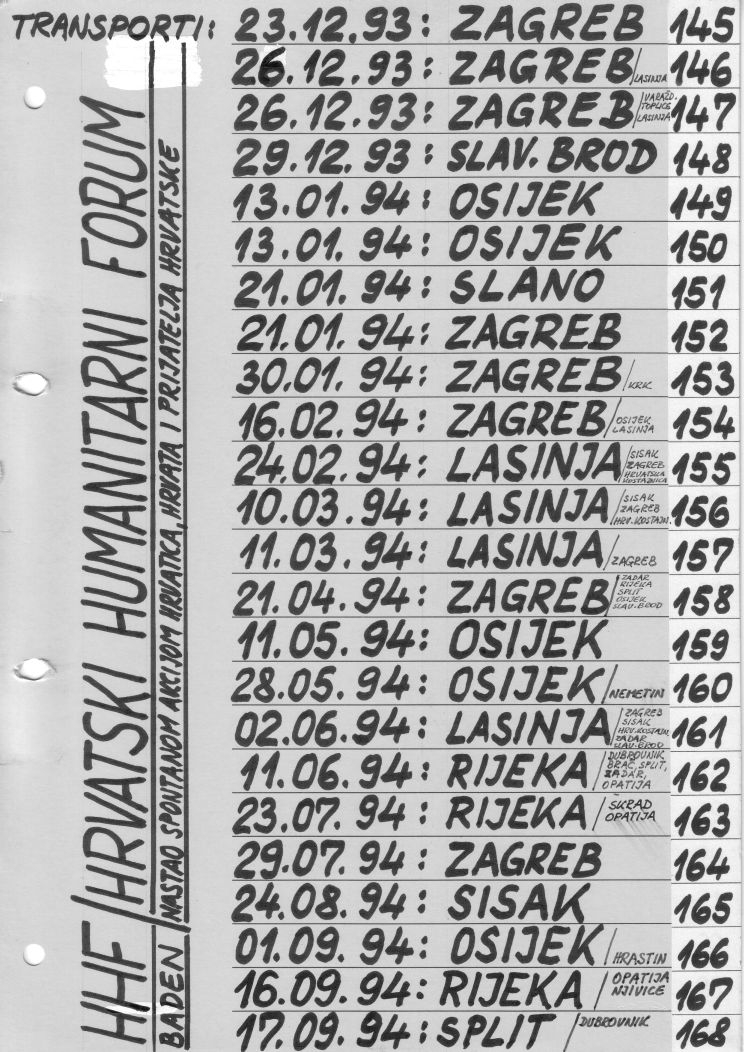 TRANSPORTI:
23.12.93: ZAGREB 145
26.12.93: ZAGREB/LASINJA 146
26.12.93: ZAGREB/VARAŽD. TOPLICE LASINJA 147
29.12.93: SLAV. BROD 148
13.01.94: OSIJEK 149
13.01.94: OSIJEK 150
21.01.94: SLANO 151
21.01.94: ZAGREB 152
30.01.94: ZAGREB/KRK 153
16.02.94: ZAGREB/OSIJEK LASINJA 154
24.02.94: LASINJA/SISAK ZAGREB HRVATSKA KOSTAJNICA 155
10.03.94: LASINJA/SISAK ZAGREB HRV.KOSTAJN. 156
11.03.94: LASINJA/ZAGREB 157
21.04.94: ZAGREB/ZADAR RIJEKA SPLIT OSIJEK SLAV.BROD 158
11.05.94: OSIJEK 159
28.05.94: OSIJEK/NEMETIN 160
02.06.94: LASINJA/ZAGREB SISAK HRV.KOSTAJN. ZADAR SLAV.BROD 161
11.06.94: RIJEKA/DUBROVNIK BRAČ, SPLIT, ZADAR, OPATIJA 162
23.07.94: RIJEKA/SKRAD OPATIJA 163
29.07.94: ZAGREB 164
24.08.94: SISAK 165
01.09.94: OSIJEK/HRASTIN 166
16.09.94: RIJEKA/OPATIJA NJIVICE 167
17.09.94: SPLIT/DUBROVNIK 168
HHF/HRVATSKI HUMANITARNI FORUM
BADEN/NASTAO SPONTANOM AKCIJOM HRVATICA, HRVATA I PRIJATELJA HRVATSKE